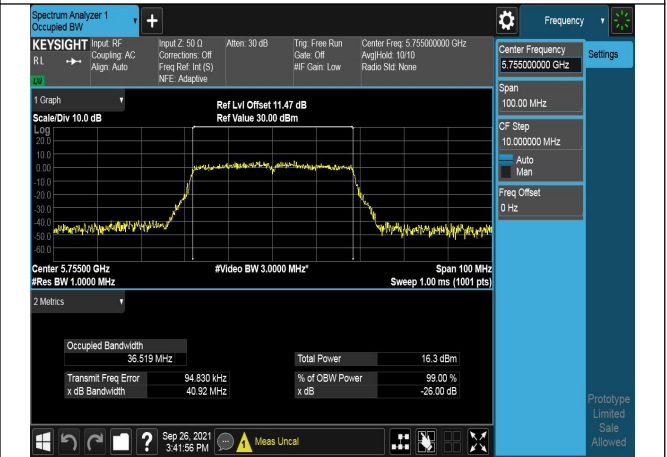 Spectrum Analyzer 1
Occupied BW
+
Frequency
KEYSIGHT Input: RF Input Z: 50 Ω Atten: 30 dB Trig: Free Run Center Freq: 5.755000000 GHz
RL Coupling: AC Corrections: Off Gate: Off Avg|Hold: 10/10
Align: Auto Freq Ref: Int (S) #IF Gain: Low Radio Std: None
NFE: Adaptive
Center Frequency
5.755000000 GHz
Settings
Span
100.00 MHz
CF Step
10.000000 MHz
Auto
Man
Freq Offset
0 Hz
1 Graph
Scale/Div 10.0 dB
Ref Lvl Offset 11.47 dB
Ref Value 30.00 dBm
Log
20.0
10.0
0.00
-10.0
-20.0
-30.0
-40.0
-50.0
-60.0
Center 5.75500 GHz #Video BW 3.0000 MHz* Span 100 MHz
#Res BW 1.0000 MHz Sweep 1.00 ms (1001 pts)
2 Metrics
Occupied Bandwidth
36.519 MHz
Total Power 16.3 dBm
Transmit Freq Error 94.830 kHz % of OBW Power 99.00 %
x dB Bandwidth 40.92 MHz x dB -26.00 dB
Prototype
Limited
Sale
Allowed
? Sep 26, 2021
3:41:56 PM
Meas Uncal